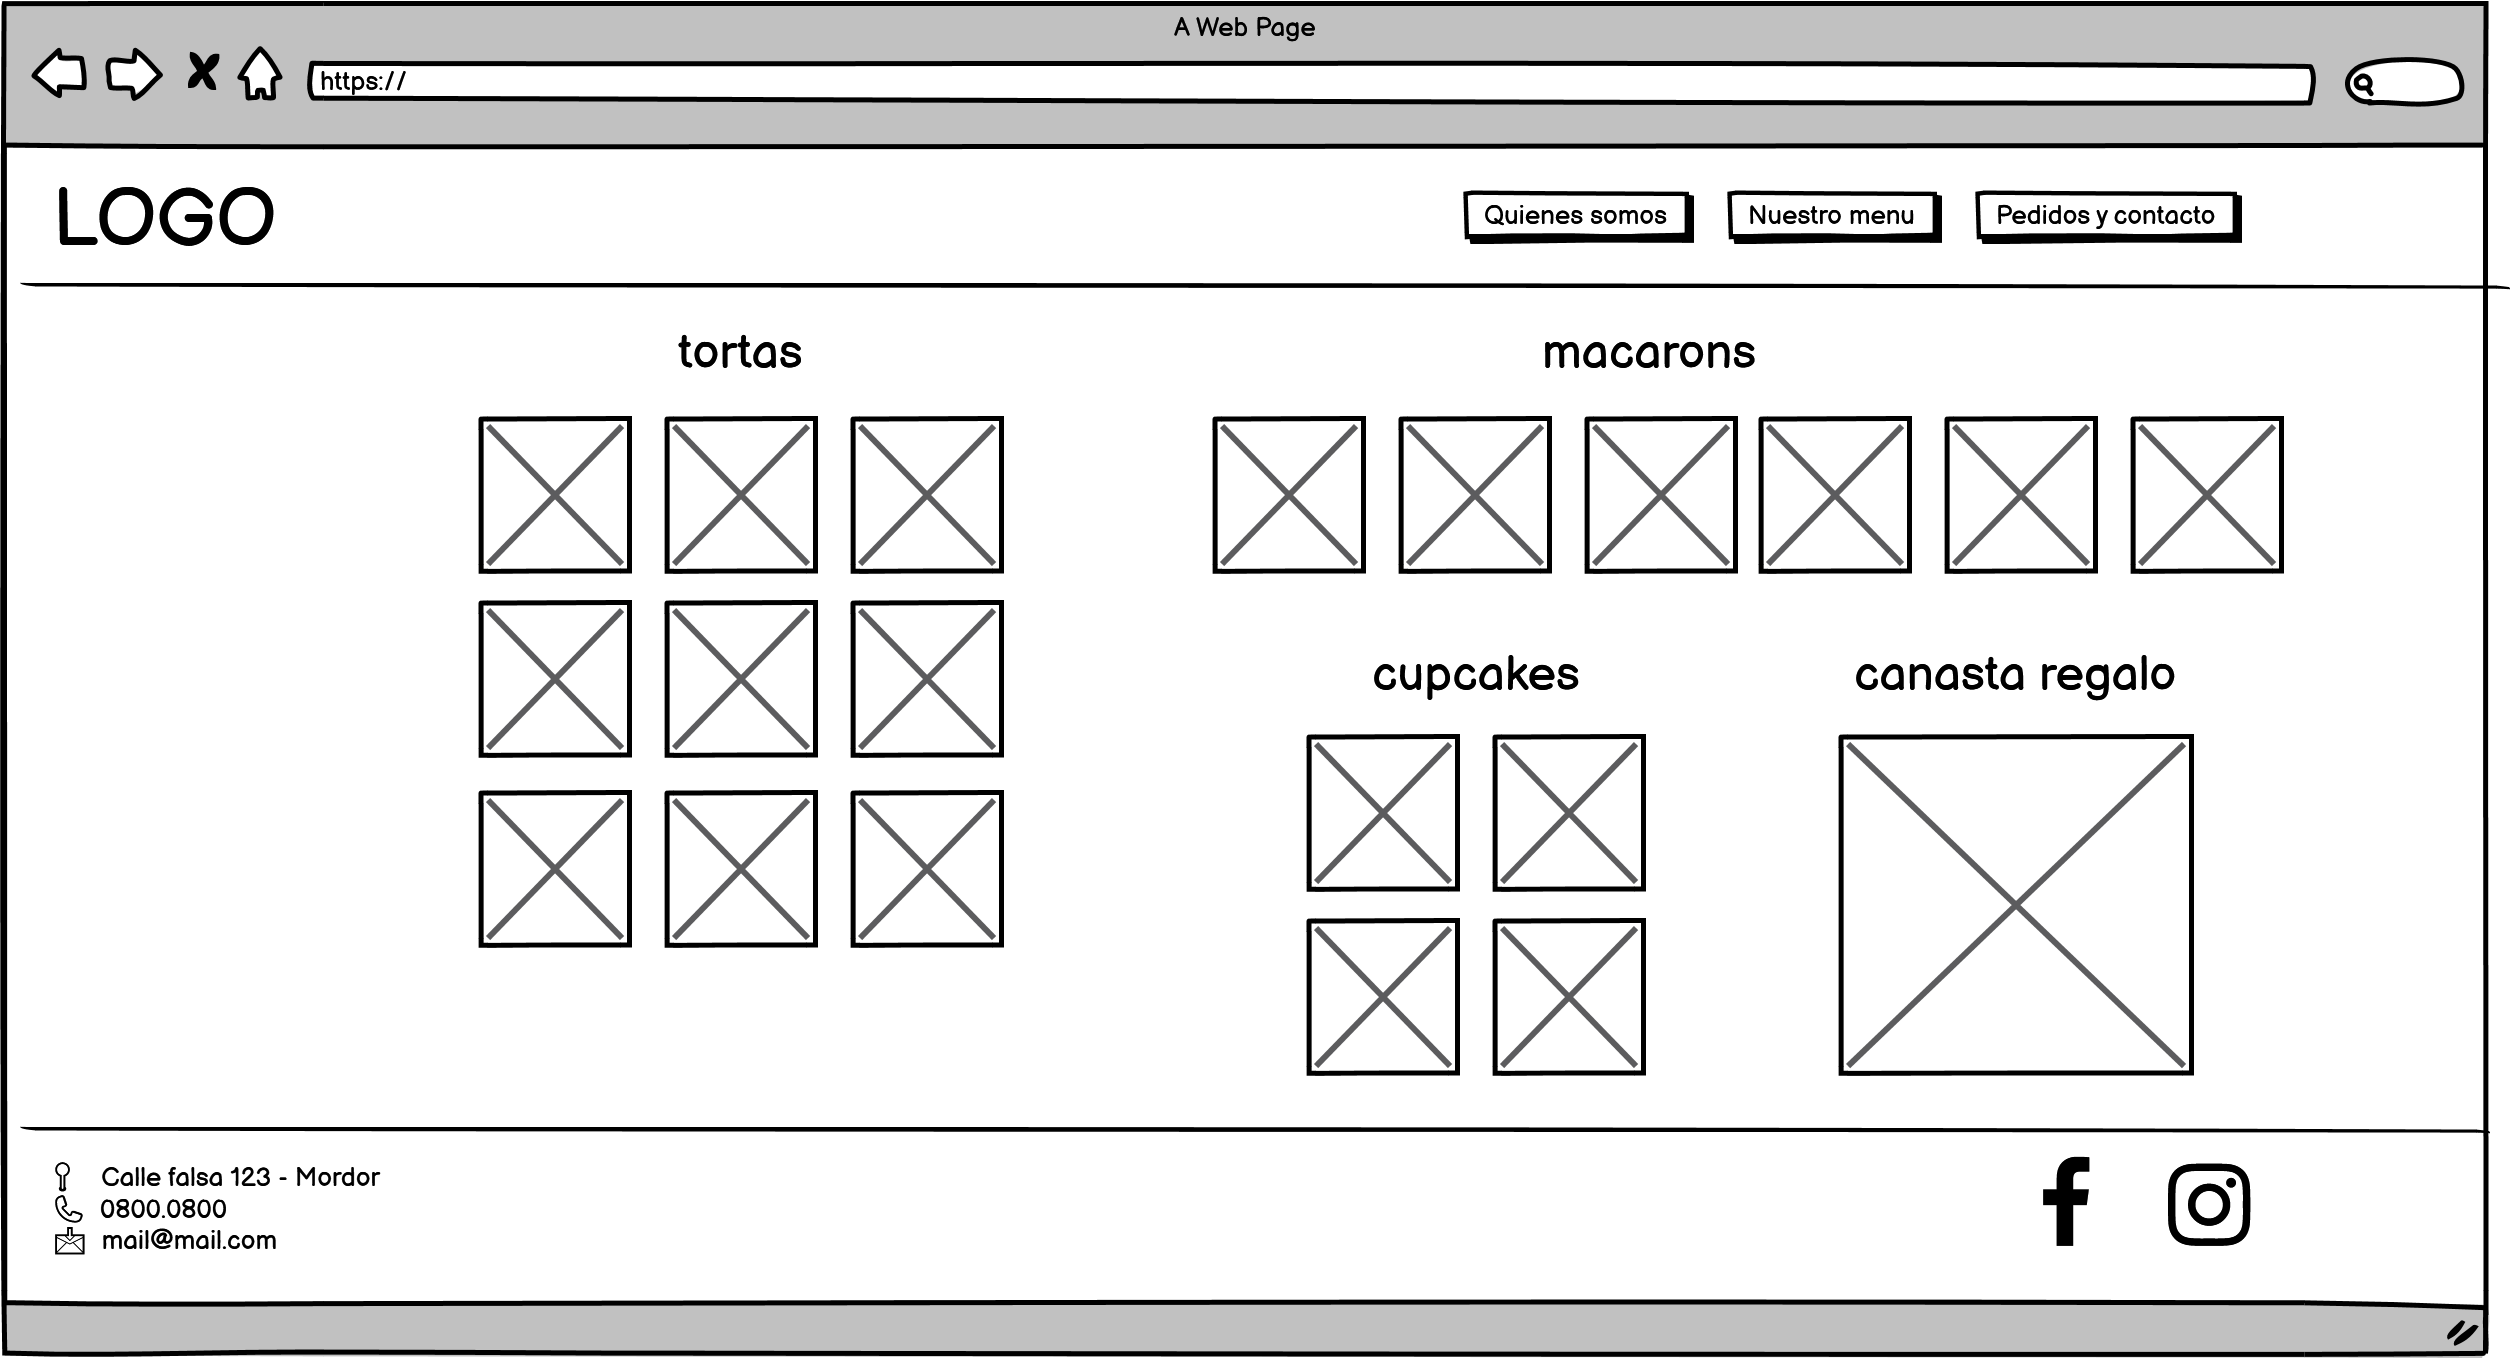 A Web Page
https://
LOGO
Quienes somos
Nuestro menu
Pedidos y contacto
tortas
macarons
cupcakes
canasta regalo
Calle falsa 123 - Mordor
0800.0800
mail@mail.com